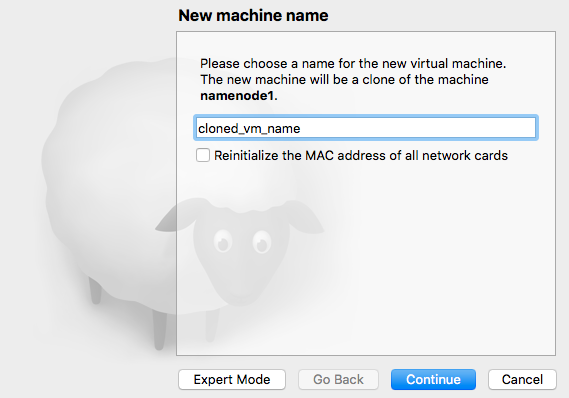 New machine name
Please choose a name for the new virtual machine.
The new machine will be a clone of the machine
namenode1.
cloned_vm_name
Reinitialize the MAC address of all network cards
Expert Mode
Go Back
Continue
Cancel